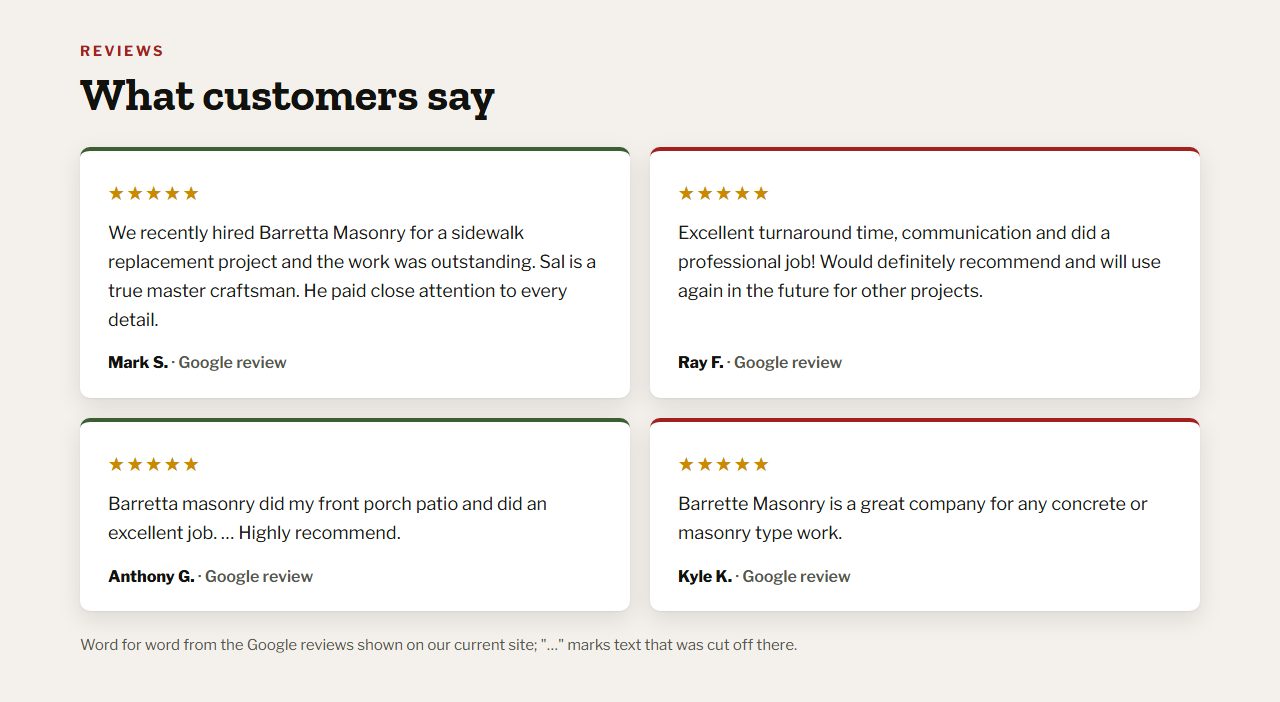 REVIEWS
What customers say
★★★★★
We recently hired Barretta Masonry for a sidewalk
replacement project and the work was outstanding. Sal is a
true master craftsman. He paid close attention to every
detail.
Mark S. · Google review
★★★★★
Excellent turnaround time, communication and did a
professional job! Would definitely recommend and will use
again in the future for other projects.
Ray F. · Google review
★★★★★
Barretta masonry did my front porch patio and did an
excellent job. … Highly recommend.
Anthony G. · Google review
★★★★★
Barrette Masonry is a great company for any concrete or
masonry type work.
Kyle K. · Google review
Word for word from the Google reviews shown on our current site; "…" marks text that was cut off there.